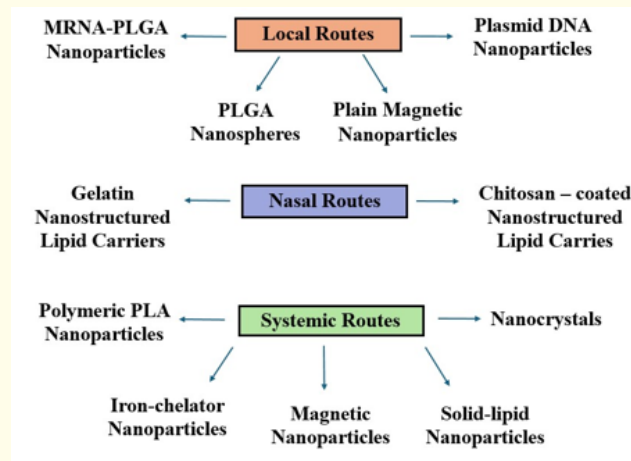 MRNA-PLGA
Nanoparticles
Local Routes
Plasmid DNA
Nanoparticles
PLGA
Nanospheres
Plain Magnetic
Nanoparticles
Gelatin
Nanostructured
Lipid Carriers
Nasal Routes
Chitosan – coated
Nanostructured
Lipid Carries
Polymeric PLA
Nanoparticles
Systemic Routes
Nanocrystals
Iron-chelator
Nanoparticles
Magnetic
Nanoparticles
Solid-lipid
Nanoparticles